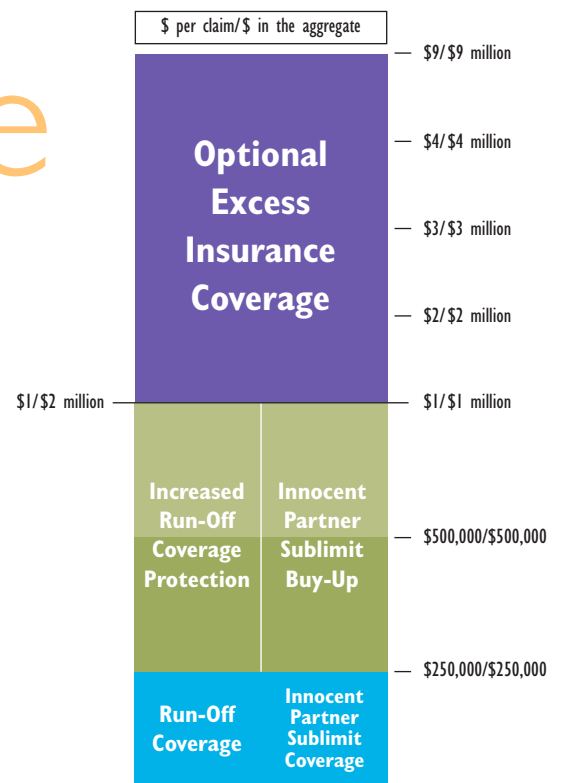 $ per claim/$ in the aggregate
$9/$9 million
e
$4/$4 million
Optional
Excess
Insurance
Coverage
$3/$3 million
$2/$2 million
$1/$2 million
$1/$1 million
Increased
Run-Off
Coverage
Protection
Innocent
Partner
Sublimit
Buy-Up
$500,000/$500,000
$250,000/$250,000
Run-Off
Coverage
Innocent
Partner
Sublimit
Coverage